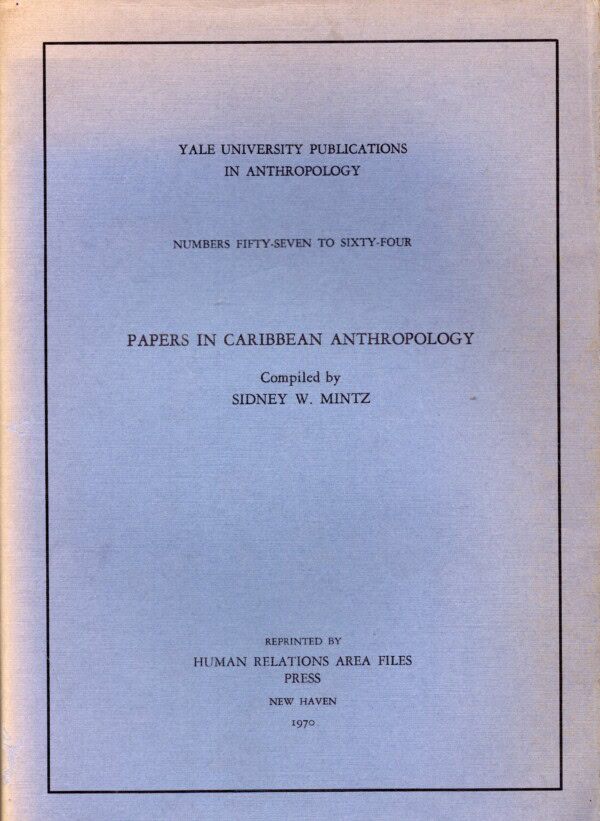 YALE UNIVERSITY PUBLICATIONS
IN ANTHROPOLOGY
NUMBERS FIFTY-SEVEN TO SIXTY-FOUR
PAPERS IN CARIBBEAN ANTHROPOLOGY
Compiled by
SIDNEY W. MINTZ
REPRINTED BY
HUMAN RELATIONS AREA FILES
PRESS
NEW HAVEN
1970